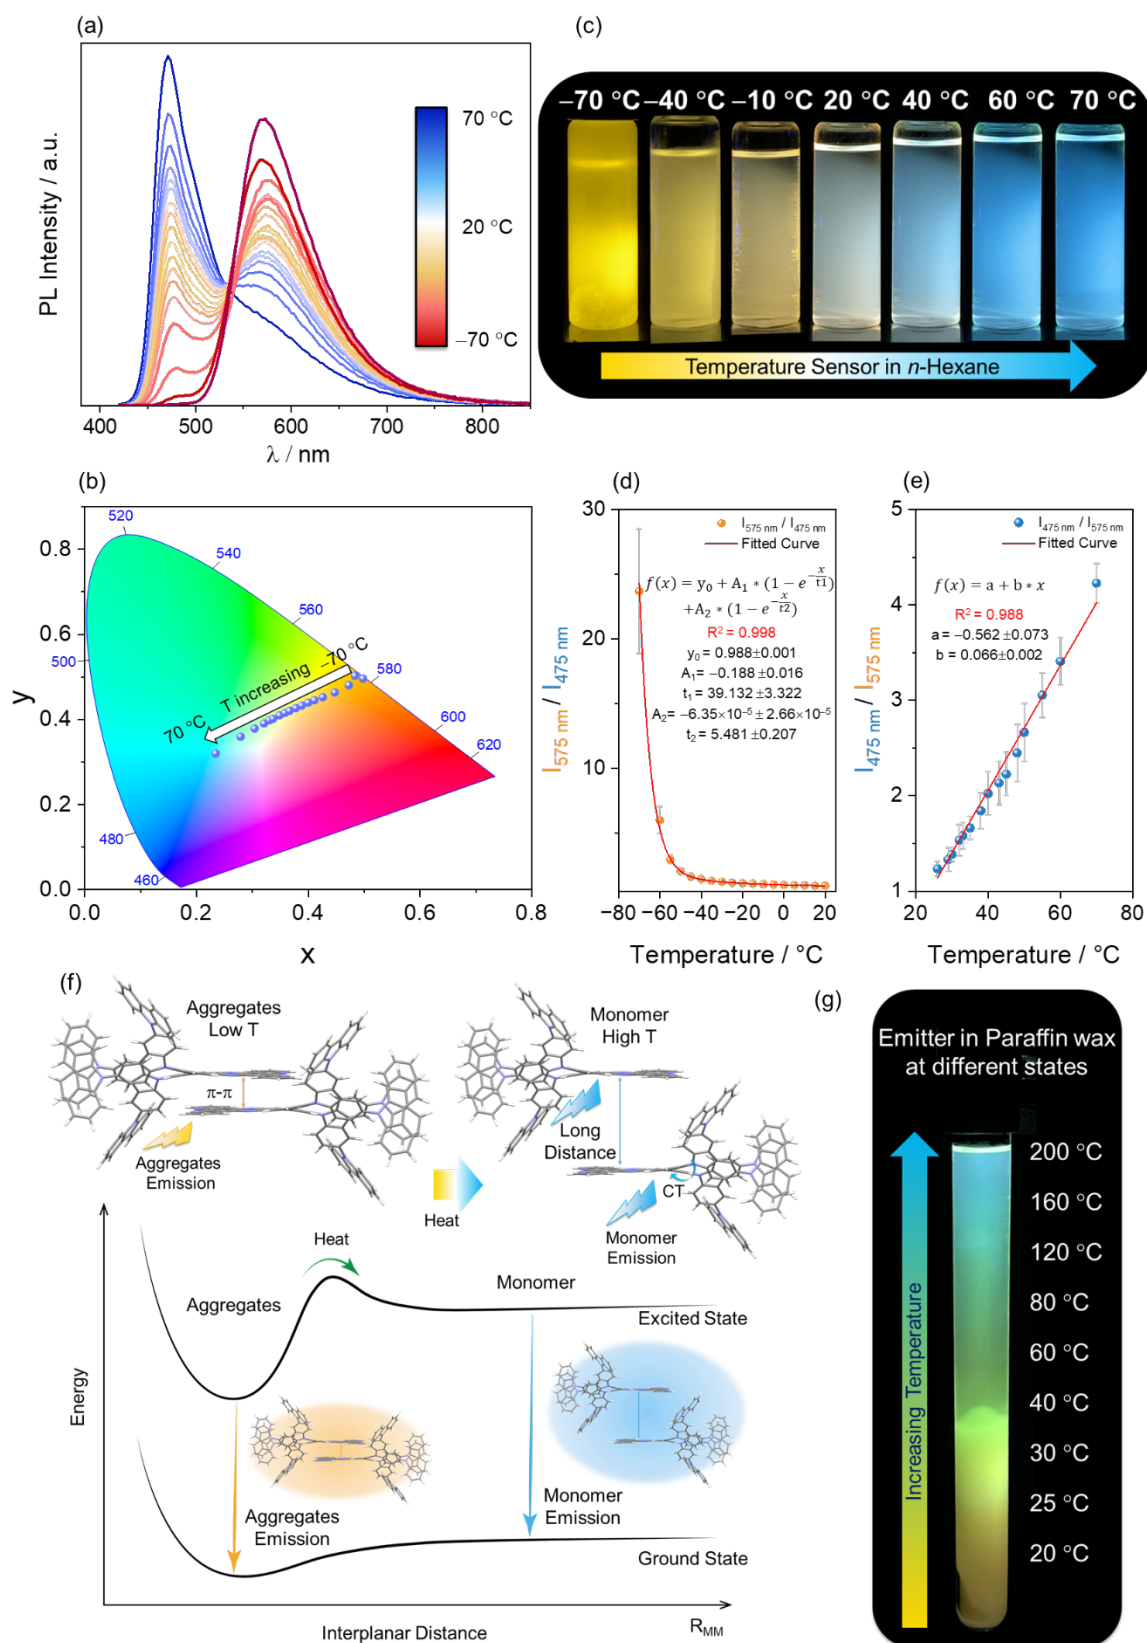 (a)
PL Intensity / a.u.
70 °C
20 °C
−70 °C
400 500 600 700 800
λ / nm
(c)
−70 °C −40 °C −10 °C 20 °C 40 °C 60 °C 70 °C
Temperature Sensor in n-Hexane
(b)
y
0.8
0.6
0.4
0.2
0.0
520
540
560
500
580
600
620
480
460
−70 °C
T increasing
70 °C
0.0 0.2 0.4 0.6 0.8
x
(d)
I575 nm / I475 nm
30
20
10
I575 nm / I475 nm
Fitted Curve
f(x) = y0 + A1 * (1 − e^−x/t1)
+A2 * (1 − e^−x/t2)
R² = 0.998
y0 = 0.988±0.001
A1= −0.188 ±0.016
t1= 39.132 ±3.322
A2= −6.35×10⁻⁵ ± 2.66×10⁻⁵
t2 = 5.481 ±0.207
−80 −60 −40 −20 0 20
Temperature / °C
(e)
I475 nm / I575 nm
5
4
3
2
1
I475 nm / I575 nm
Fitted Curve
f(x) = a + b * x
R² = 0.988
a = −0.562 ±0.073
b = 0.066±0.002
20 40 60 80
Temperature / °C
(f)
Aggregates
Low T
π-π
Aggregates
Emission
Heat
Monomer
High T
Long
Distance
CT
Monomer
Emission
Energy
Heat
Aggregates
Monomer
Excited State
Aggregates
Emission
Monomer
Emission
Ground State
Interplanar Distance
RMM
(g)
Emitter in Paraffin wax
at different states
Increasing Temperature
200 °C
160 °C
120 °C
80 °C
60 °C
40 °C
30 °C
25 °C
20 °C